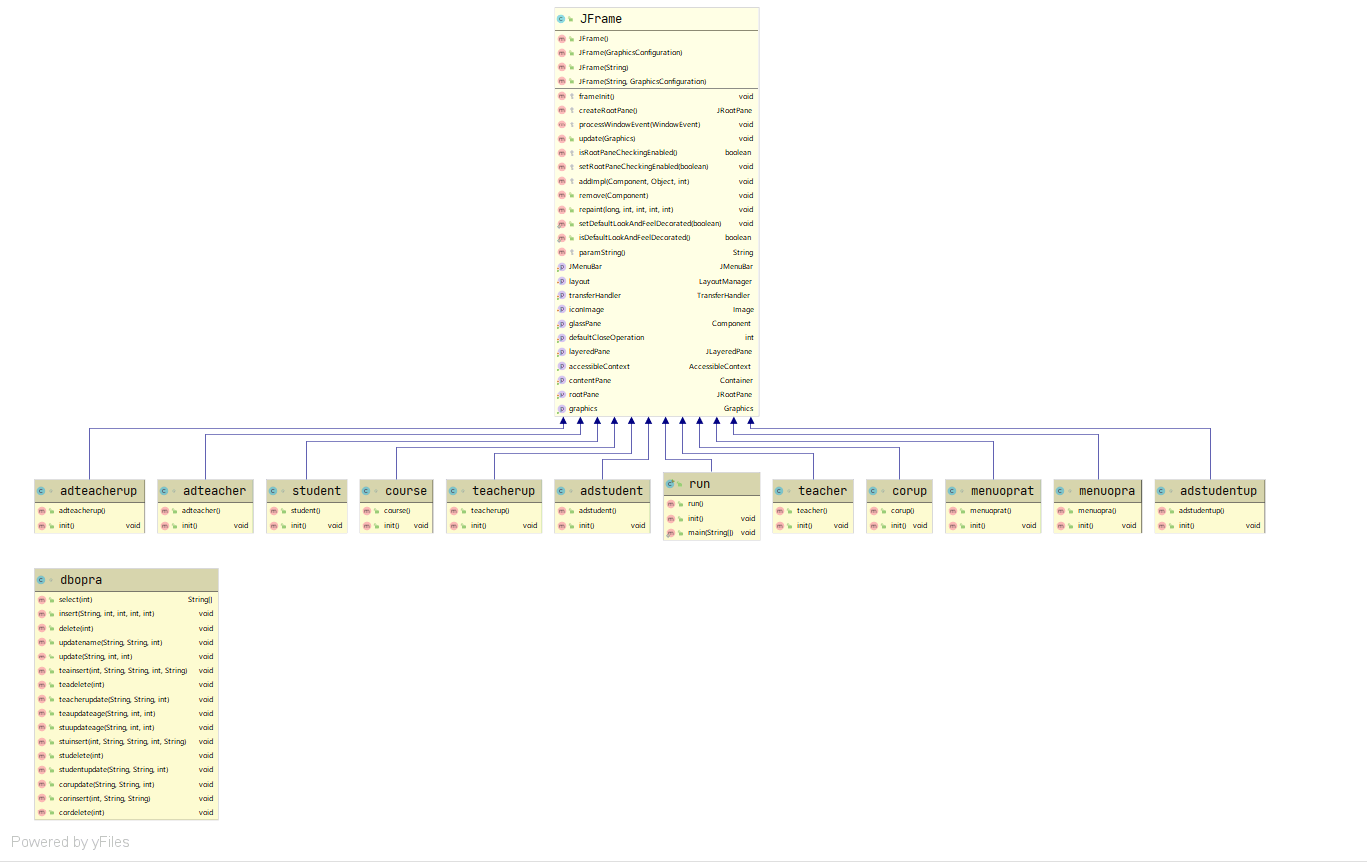 JFrame
JFrame()
JFrame(GraphicsConfiguration)
JFrame(String)
JFrame(String, GraphicsConfiguration)
frameInit() void
createRootPane() JRootPane
processWindowEvent(WindowEvent) void
update(Graphics) void
isRootPaneCheckingEnabled() boolean
setRootPaneCheckingEnabled(boolean) void
addImpl(Component, Object, int) void
remove(Component) void
repaint(long, int, int, int, int) void
setDefaultLookAndFeelDecorated(boolean) void
isDefaultLookAndFeelDecorated() boolean
paramString() String
JMenuBar JMenuBar
layout LayoutManager
transferHandler TransferHandler
iconImage Image
glassPane Component
defaultCloseOperation int
layeredPane JLayeredPane
accessibleContext AccessibleContext
contentPane Container
rootPane JRootPane
graphics Graphics
adteacherup
adteacherup()
init() void
adteacher
adteacher()
init() void
student
student()
init() void
course
course()
init() void
teacherup
teacherup()
init() void
adstudent
adstudent()
init() void
run
run()
init() void
main(String[]) void
teacher
teacher()
init() void
corup
corup()
init() void
menuoprat
menuoprat()
init() void
menuopra
menuopra()
init() void
adstudentup
adstudentup()
init() void
dbopra
select(int) String[]
insert(String, int, int, int, int) void
delete(int) void
updatename(String, String, int) void
update(String, int, int) void
teainsert(int, String, String, int, String) void
teadelete(int) void
teacherupdate(String, String, int) void
teaupdateage(String, int, int) void
stuupdateage(String, int, int) void
stuinsert(int, String, String, int, String) void
studelete(int) void
studentupdate(String, String, int) void
corupdate(String, String, int) void
corinsert(int, String, String) void
cordelete(int) void
Powered by yFiles